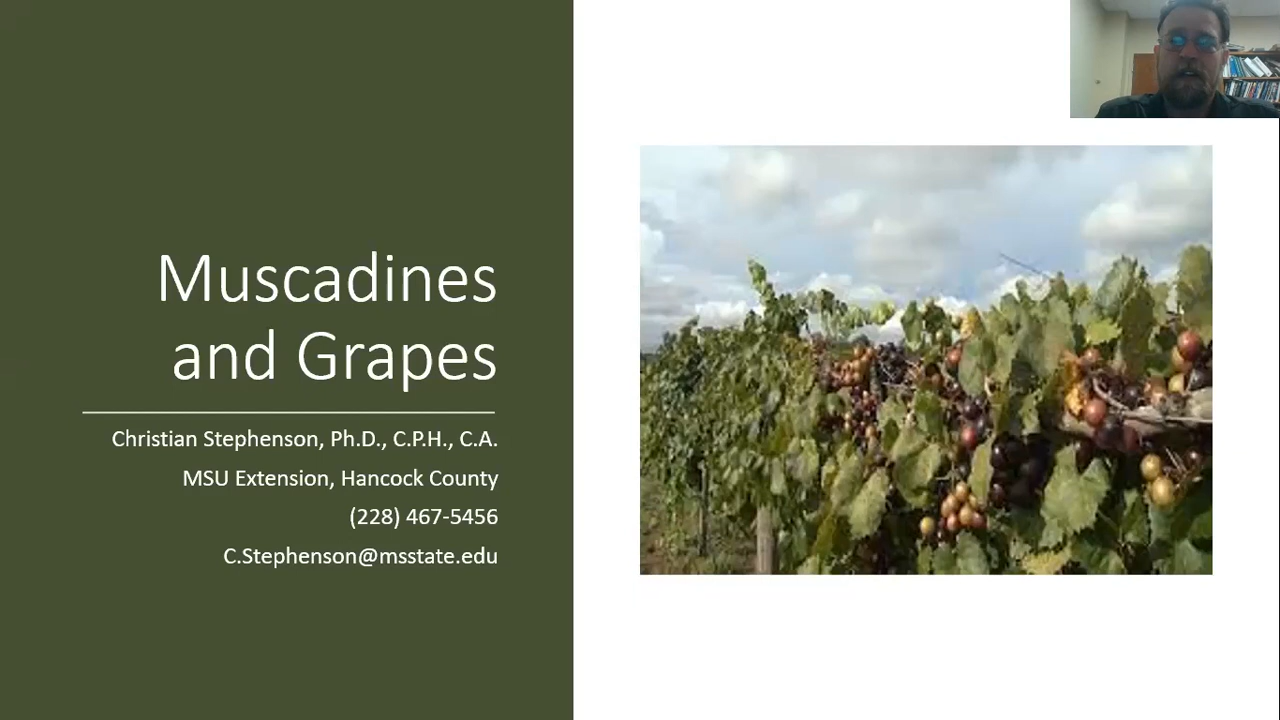 Muscadines
and Grapes
Christian Stephenson, Ph.D., C.P.H., C.A.
MSU Extension, Hancock County
(228) 467-5456
C.Stephenson@msstate.edu